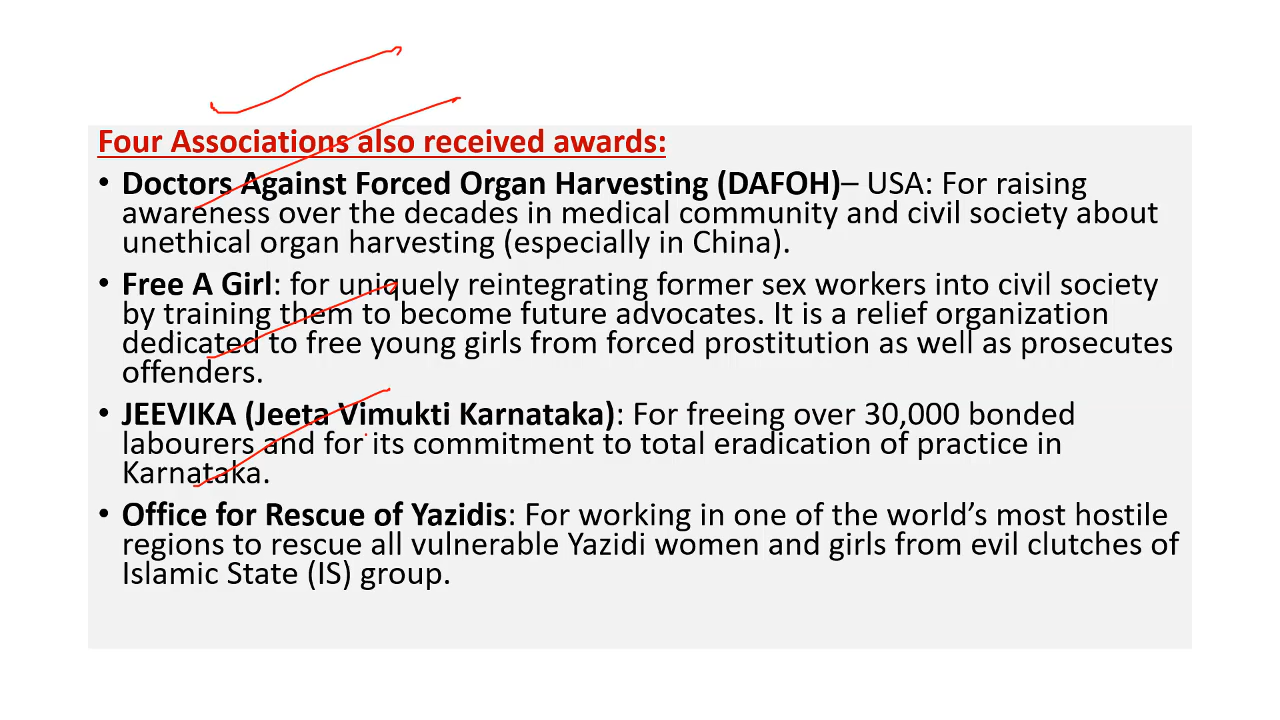 Four Associations also received awards:
• Doctors Against Forced Organ Harvesting (DAFOH)– USA: For raising
awareness over the decades in medical community and civil society about
unethical organ harvesting (especially in China).
• Free A Girl: for uniquely reintegrating former sex workers into civil society
by training them to become future advocates. It is a relief organization
dedicated to free young girls from forced prostitution as well as prosecutes
offenders.
• JEEVIKA (Jeeta Vimukti Karnataka): For freeing over 30,000 bonded
labourers and for its commitment to total eradication of practice in
Karnataka.
• Office for Rescue of Yazidis: For working in one of the world’s most hostile
regions to rescue all vulnerable Yazidi women and girls from evil clutches of
Islamic State (IS) group.